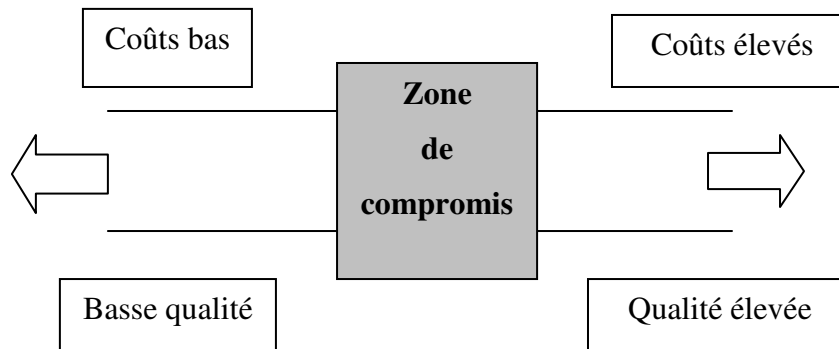 Coûts bas
Coûts élevés
Zone
de
compromis
Basse qualité
Qualité élevée